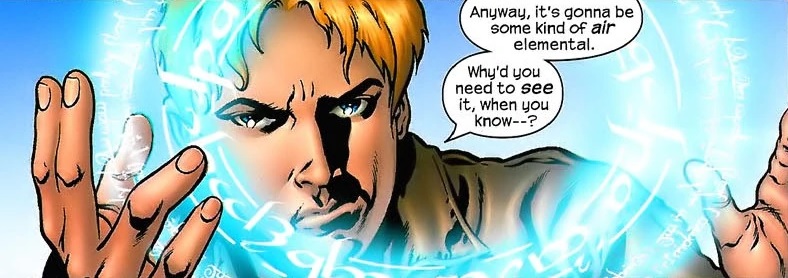 Anyway, it's gonna be
some kind of air
elemental.
Why'd you
need to see
it, when you
know--?